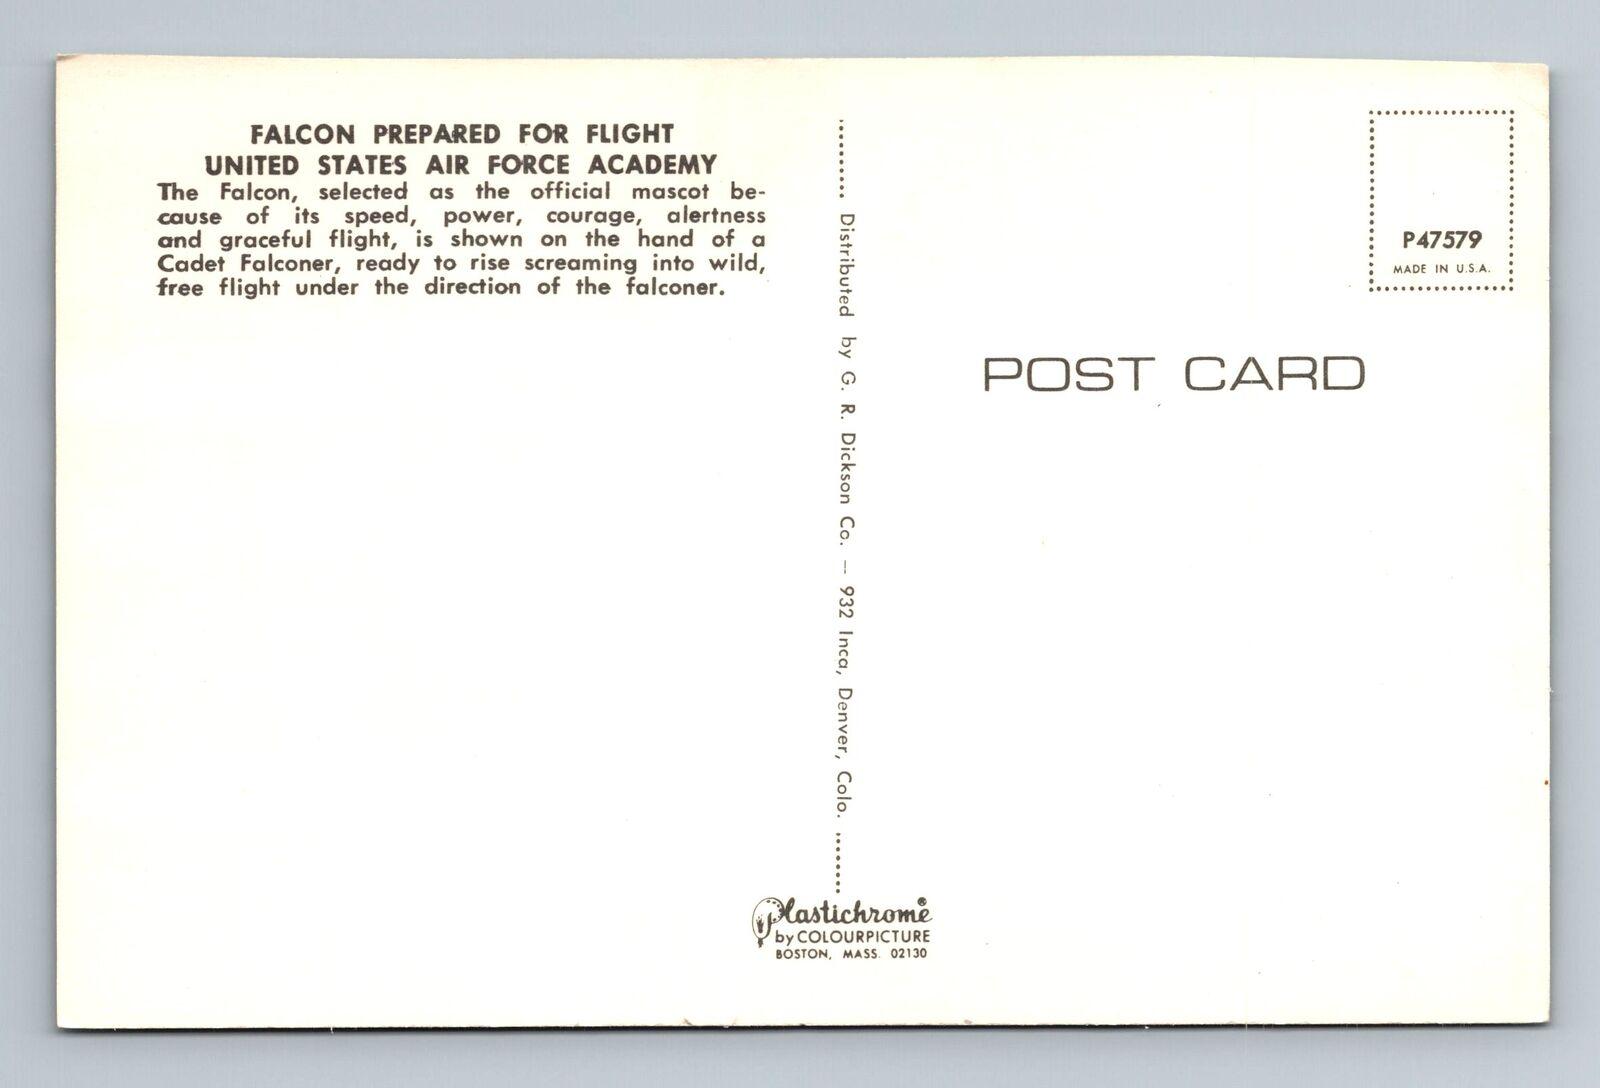 FALCON PREPARED FOR FLIGHT
UNITED STATES AIR FORCE ACADEMY
The Falcon, selected as the official mascot be-
cause of its speed, power, courage, alertness
and graceful flight, is shown on the hand of a
Cadet Falconer, ready to rise screaming into wild,
free flight under the direction of the falconer.
Distributed by G. R. Dickson Co. — 932 Inca, Denver, Colo.
Plastichrome®
by COLOURPICTURE
BOSTON, MASS. 02130
P47579
MADE IN U.S.A.
POST CARD